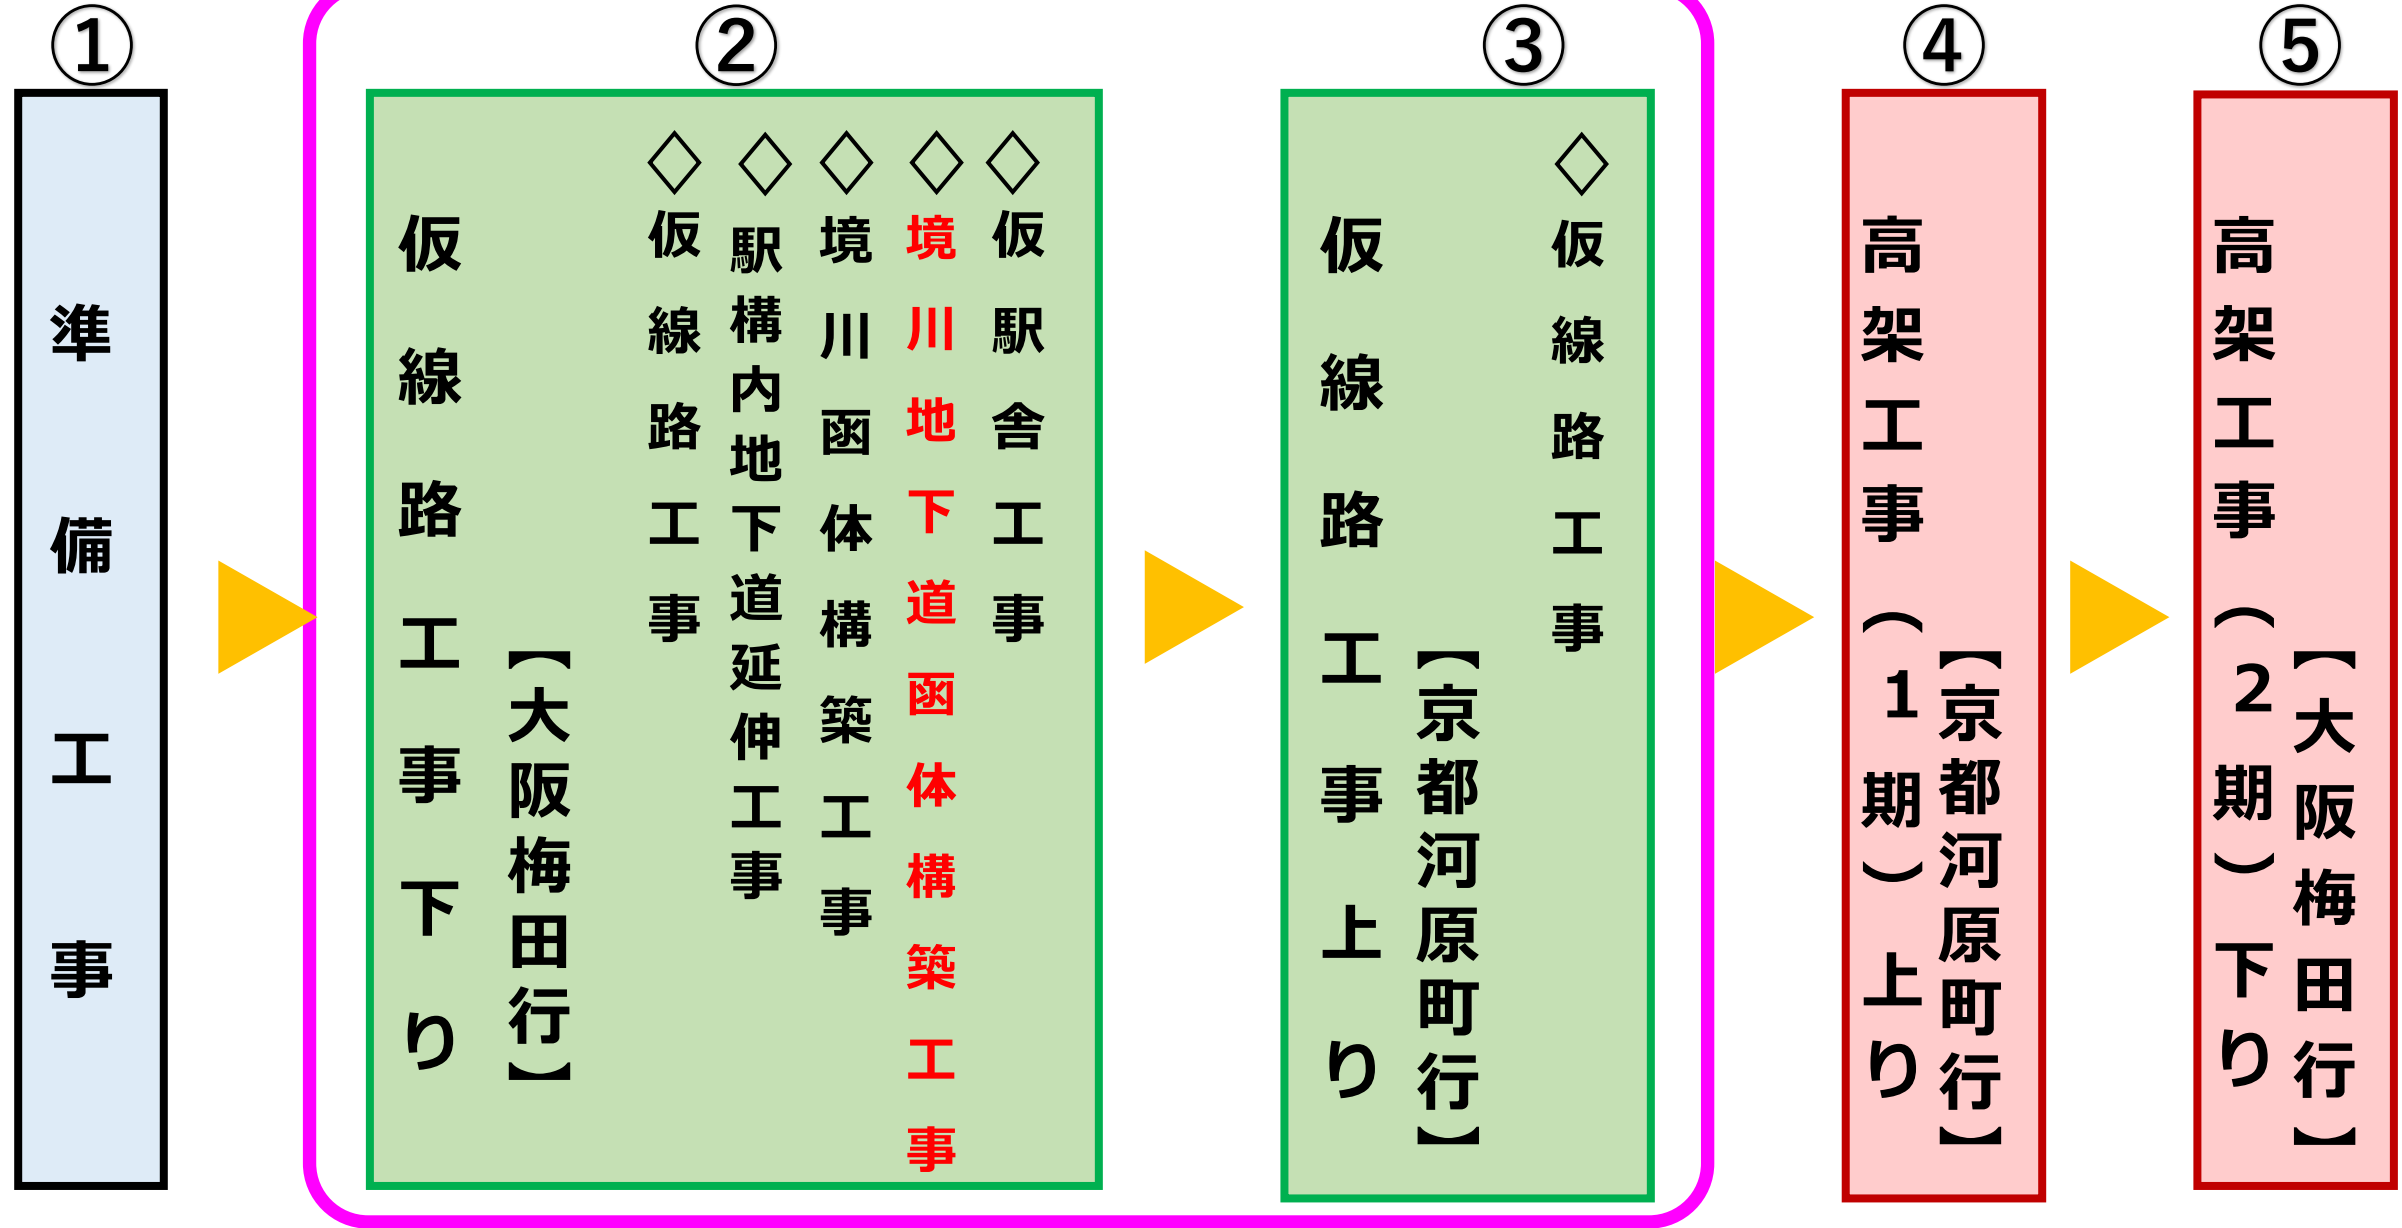 ①
準備工事
②
仮線路工事下り
【大阪梅田行】
◇仮線路工事
◇駅構内地下道延伸工事
◇境川函体構築工事
◇境川地下道函体構築工事
◇仮駅舎工事
③
仮線路工事上り
【京都河原町行】
◇仮線路工事
④
高架工事（1期）上り
【京都河原町行】
⑤
高架工事（2期）下り
【大阪梅田行】